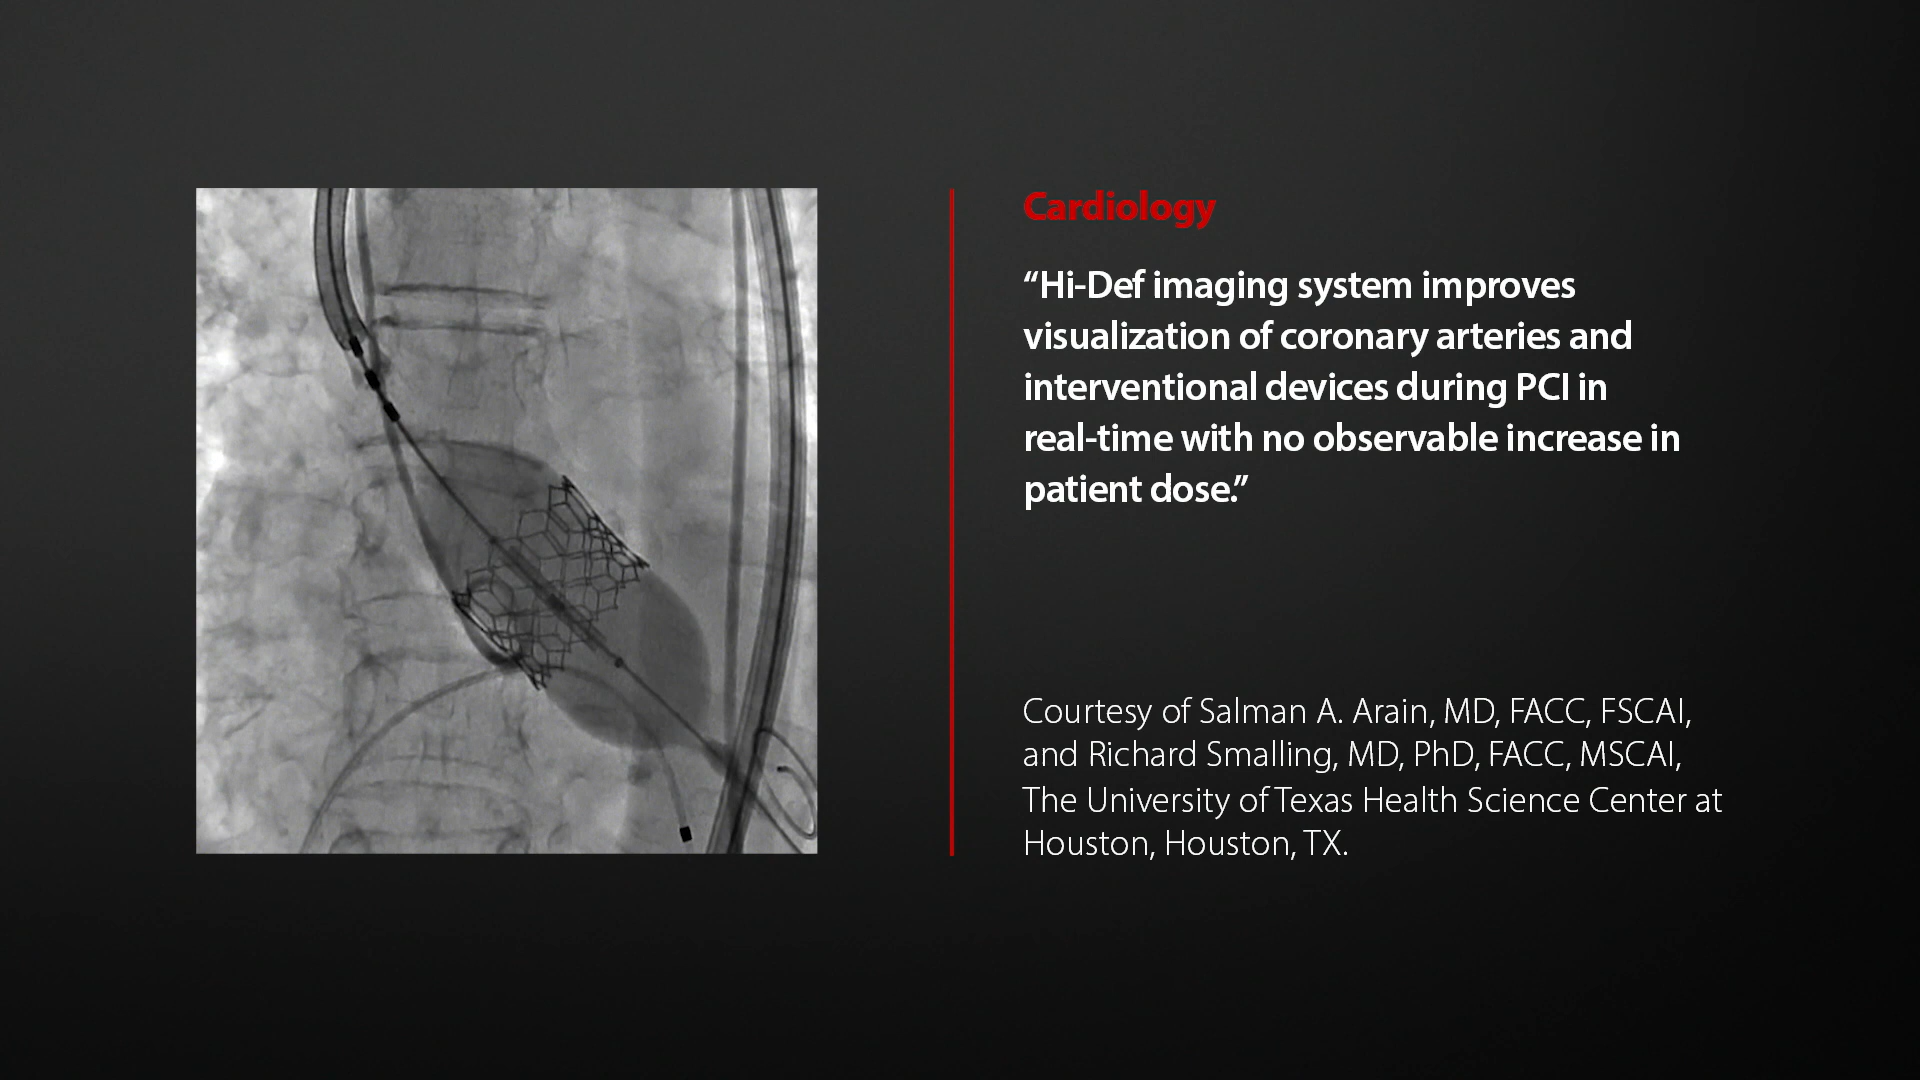 Cardiology
“Hi-Def imaging system improves
visualization of coronary arteries and
interventional devices during PCI in
real-time with no observable increase in
patient dose.”
Courtesy of Salman A. Arain, MD, FACC, FSCAI,
and Richard Smalling, MD, PhD, FACC, MSCAI,
The University of Texas Health Science Center at
Houston, Houston, TX.